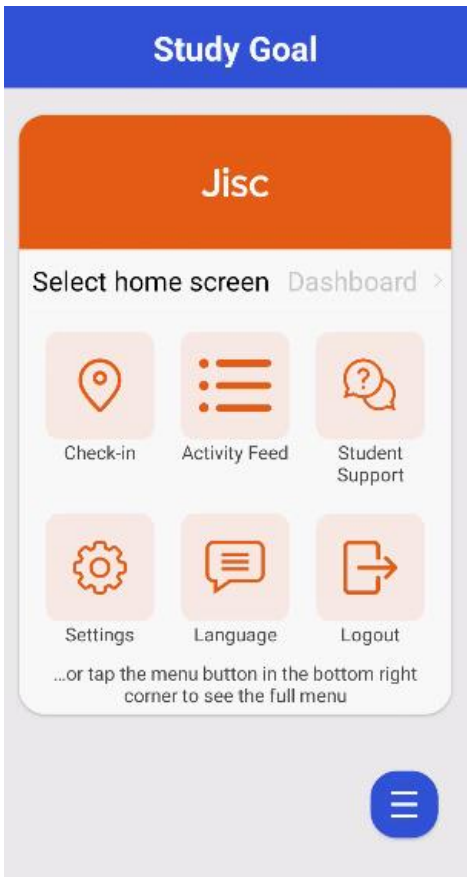 Study Goal
Jisc
Select home screen Dashboard >
Check-in Activity Feed Student
Support
Settings Language Logout
...or tap the menu button in the bottom right
corner to see the full menu